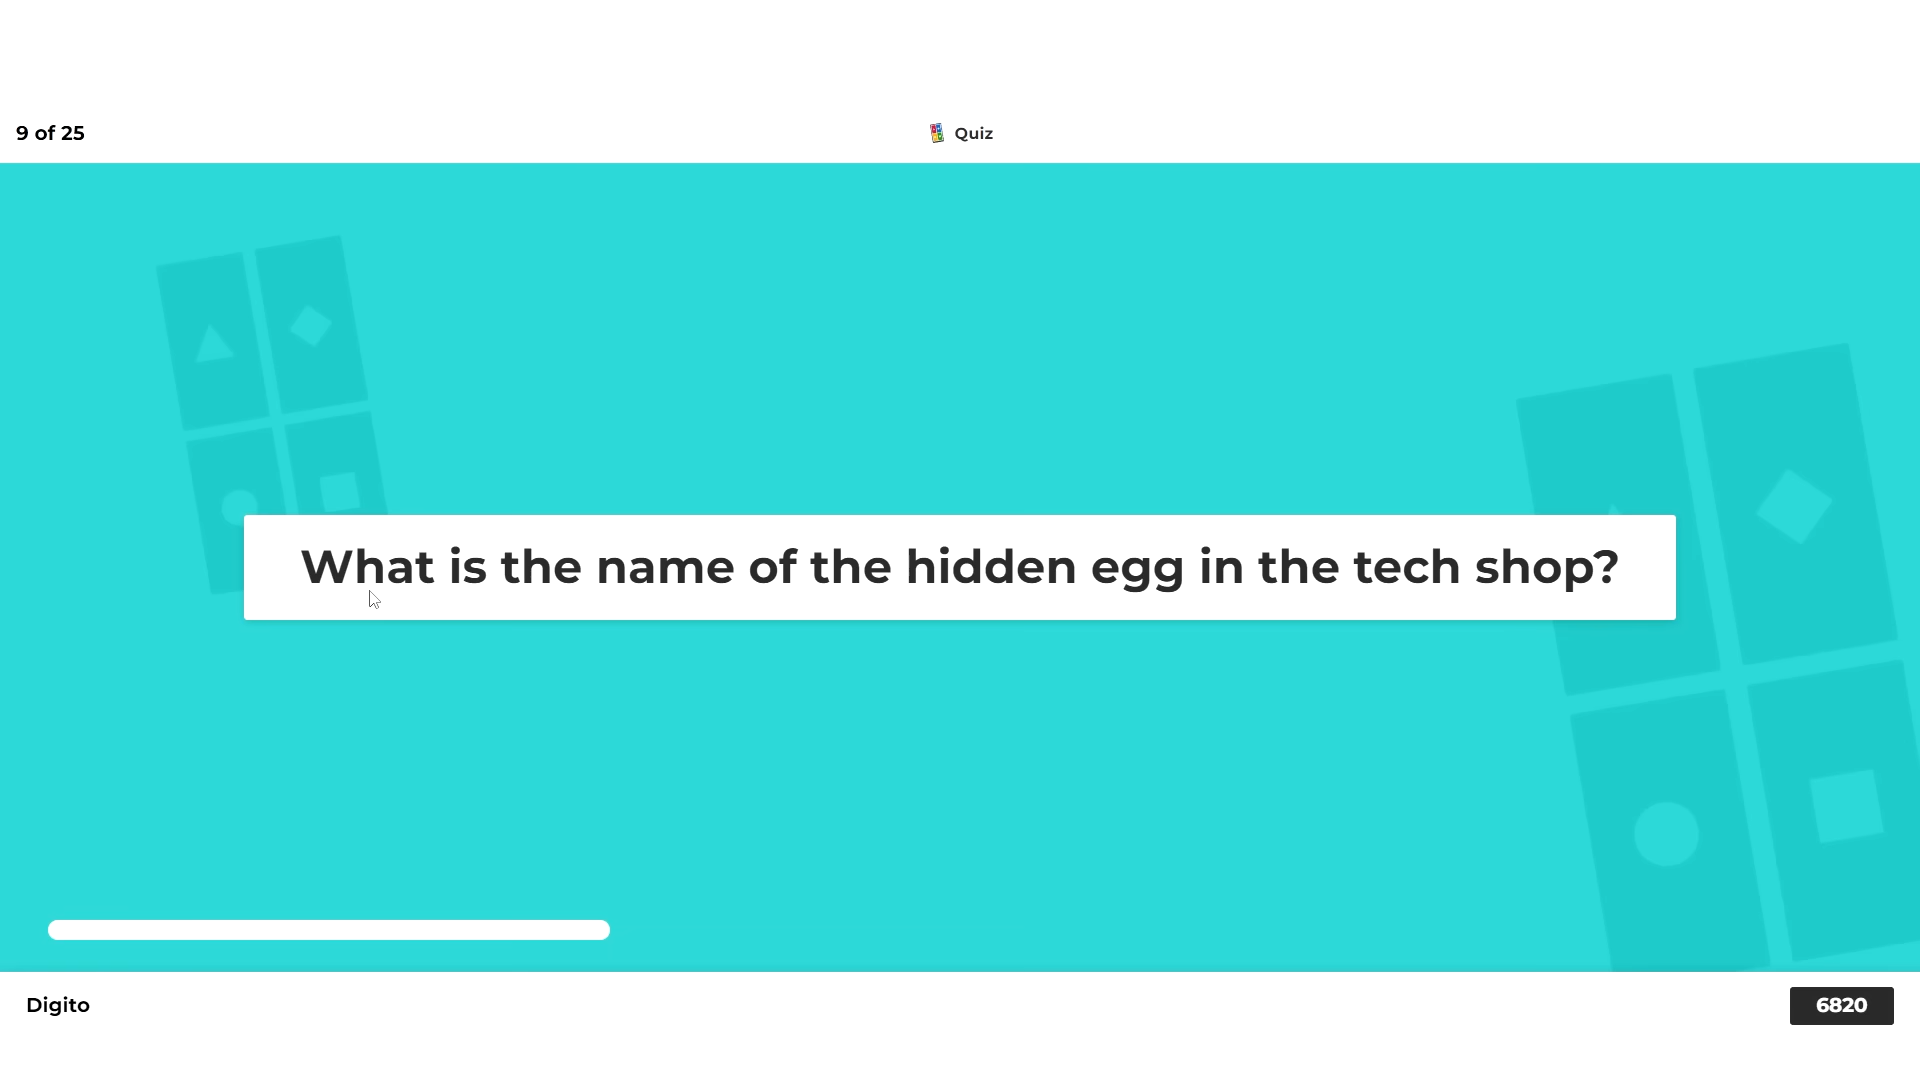 9 of 25
Quiz
What is the name of the hidden egg in the tech shop?
Digito
6820